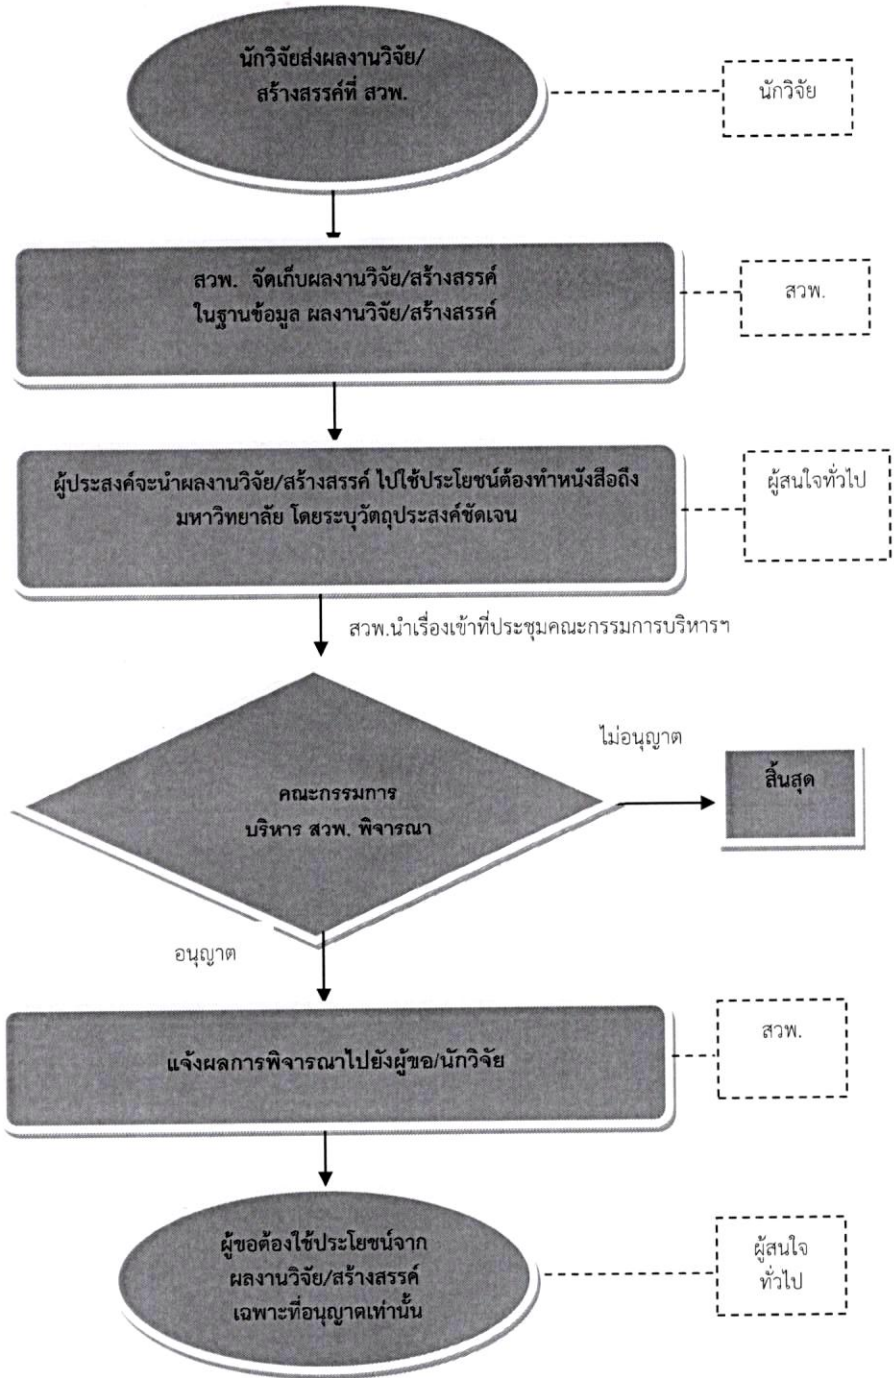 นักวิจัยส่งผลงานวิจัย/
สร้างสรรค์ที่ สวพ.
นักวิจัย
สวพ. จัดเก็บผลงานวิจัย/สร้างสรรค์
ในฐานข้อมูล ผลงานวิจัย/สร้างสรรค์
สวพ.
ผู้ประสงค์จะนำผลงานวิจัย/สร้างสรรค์ ไปใช้ประโยชน์ต้องทำหนังสือถึง
มหาวิทยาลัย โดยระบุวัตถุประสงค์ชัดเจน
ผู้สนใจทั่วไป
สวพ.นำเรื่องเข้าที่ประชุมคณะกรรมการบริหารฯ
คณะกรรมการ
บริหาร สวพ. พิจารณา
ไม่อนุญาต
สิ้นสุด
อนุญาต
แจ้งผลการพิจารณาไปยังผู้ขอ/นักวิจัย
สวพ.
ผู้ขอต้องใช้ประโยชน์จาก
ผลงานวิจัย/สร้างสรรค์
เฉพาะที่อนุญาตเท่านั้น
ผู้สนใจ
ทั่วไป